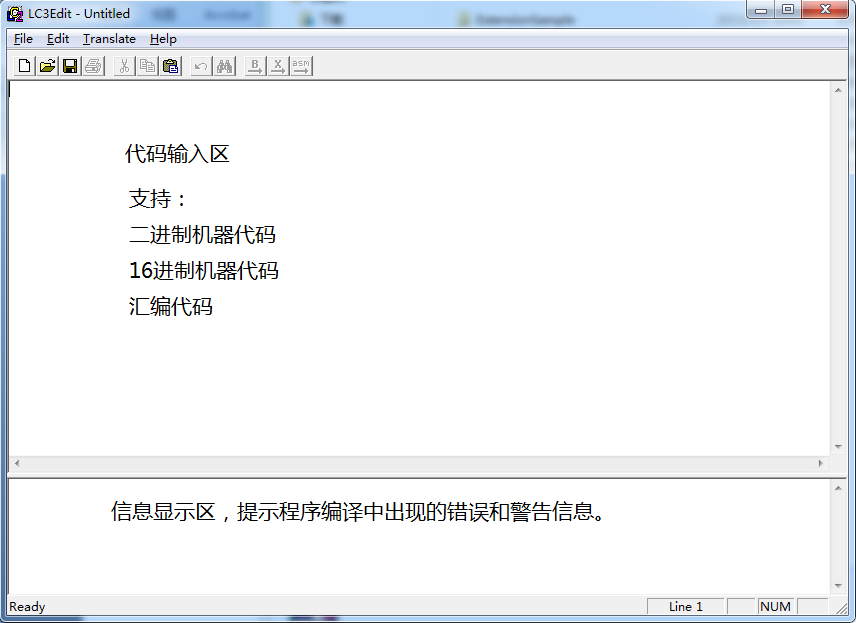 LC3Edit - Untitled
File Edit Translate Help
B X asm
代码输入区
支持：
二进制机器代码
16进制机器代码
汇编代码
信息显示区，提示程序编译中出现的错误和警告信息。
Ready Line 1 NUM